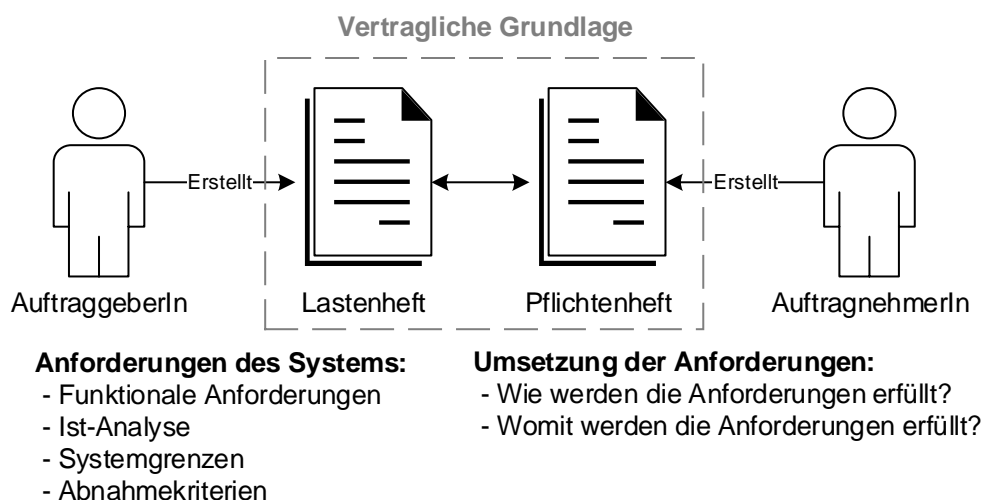 Vertragliche Grundlage
Erstellt
Erstellt
AuftraggeberIn
Lastenheft
Pflichtenheft
AuftragnehmerIn
Anforderungen des Systems:
- Funktionale Anforderungen
- Ist-Analyse
- Systemgrenzen
- Abnahmekriterien
Umsetzung der Anforderungen:
- Wie werden die Anforderungen erfüllt?
- Womit werden die Anforderungen erfüllt?